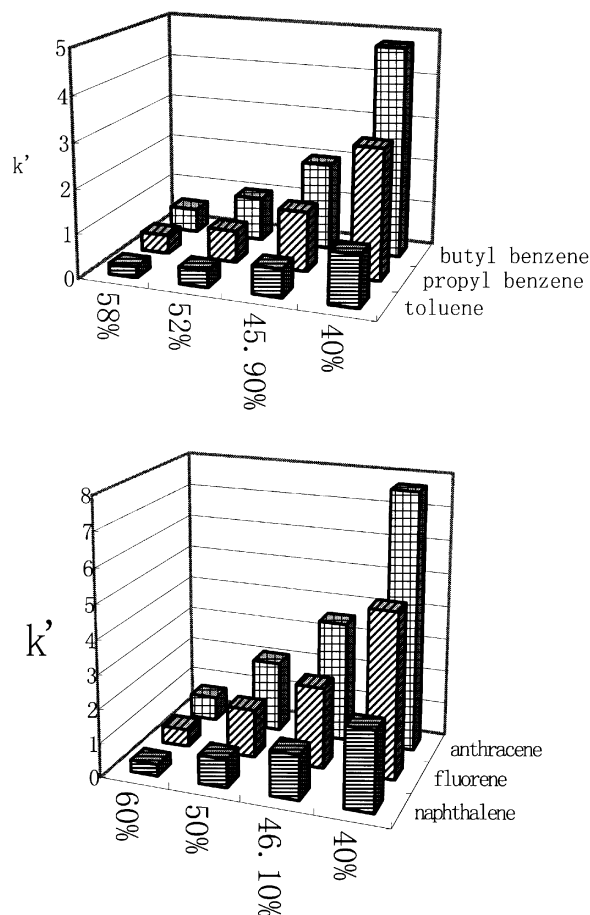 5
4
3
k'
2
1
0
butyl benzene
propyl benzene
toluene
58%
52%
45.90%
40%
8
7
6
5
4
k'
3
2
1
0
anthracene
fluorene
naphthalene
60%
50%
46.10%
40%